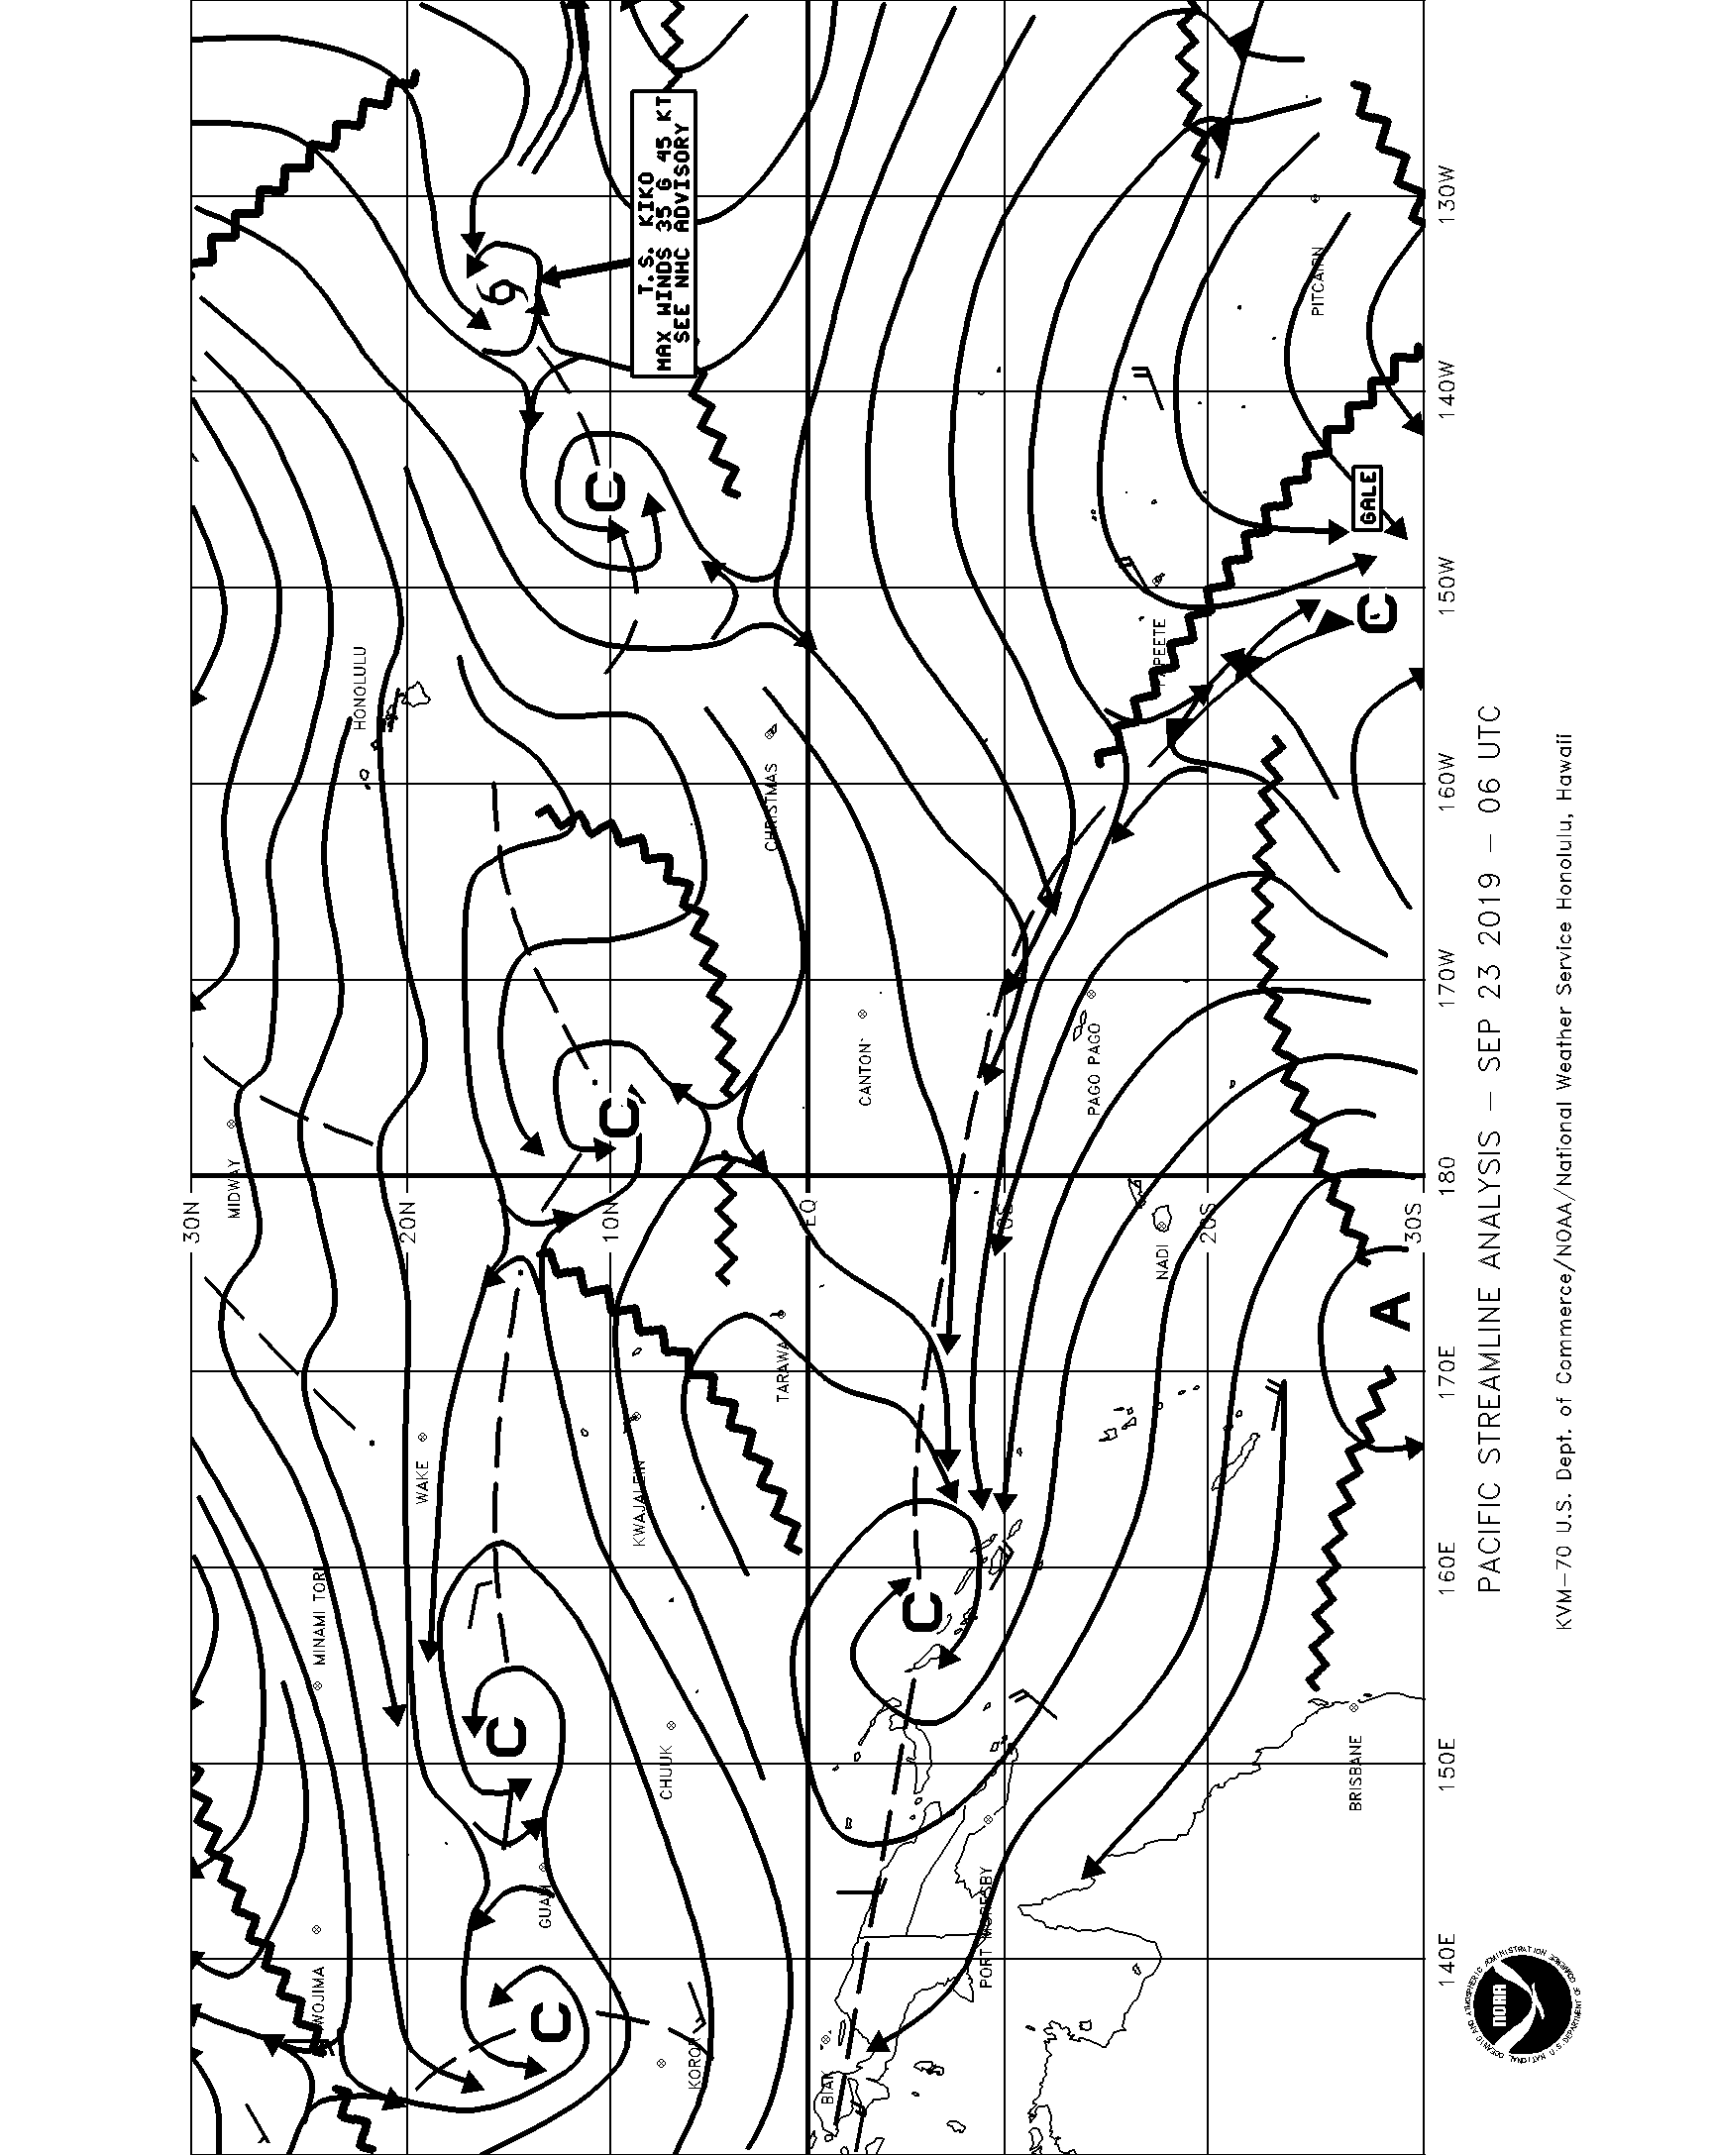 T.S. KIKO
MAX WINDS 35 G 45 KT
SEE NHC ADVISORY
GALE
30N
20N
10N
EQ
20S
30S
140E
150E
160E
170E
180
170W
160W
150W
140W
130W
HONOLULU
MIDWAY
MINAMI TORI
WAKE
GUAM
KWAJALEIN
CHUUK
KOROR
CHRISTMAS
TARAWA
CANTON
BIAK
PORT MORESBY
PAGO PAGO
NADI
PITCAIRN
BRISBANE
C
C
C
C
C
C
A
PACIFIC STREAMLINE ANALYSIS – SEP 23 2019 – 06 UTC
KVM–70 U.S. Dept. of Commerce/NOAA/National Weather Service Honolulu, Hawaii
NOAA
NATIONAL OCEANIC AND ATMOSPHERIC ADMINISTRATION
U.S. DEPARTMENT OF COMMERCE